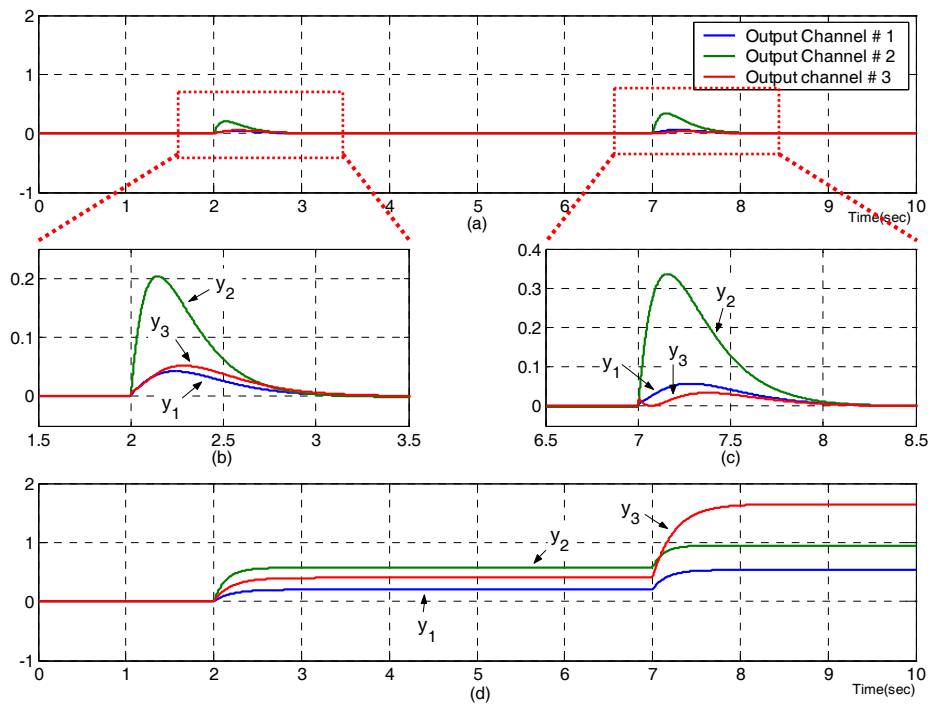 2
1
0
-1
Output Channel # 1
Output Channel # 2
Output channel # 3
0 1 2 3 4 5 6 7 8 9 10
Time(sec)
(a)
0.2
0.1
0
y2
y3
y1
1.5 2 2.5 3 3.5
(b)
0.4
0.3
0.2
0.1
0
y2
y1
y3
6.5 7 7.5 8 8.5
(c)
2
1
0
-1
y3
y2
y1
0 1 2 3 4 5 6 7 8 9 10
Time(sec)
(d)